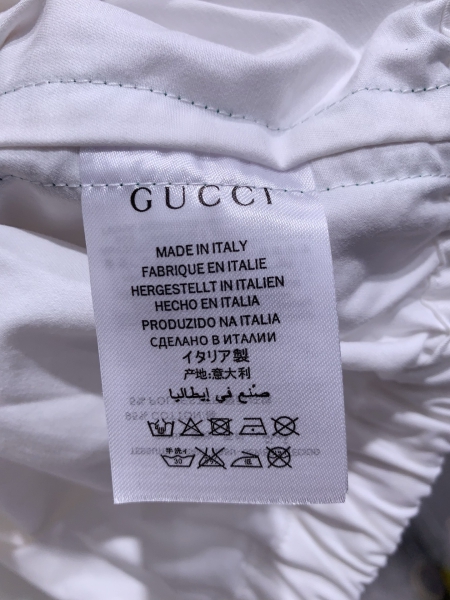 GUCCI
MADE IN ITALY
FABRIQUE EN ITALIE
HERGESTELLT IN ITALIEN
HECHO EN ITALIA
PRODUZIDO NA ITALIA
СДЕЛАНО В ИТАЛИИ
イタリア製
产地:意大利
صنع في إيطاليا